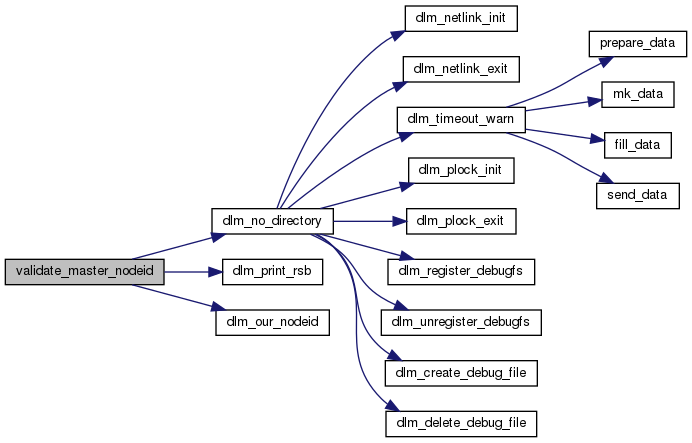 dlm_netlink_init
prepare_data
dlm_netlink_exit
mk_data
dlm_timeout_warn
fill_data
dlm_plock_init
send_data
dlm_no_directory
dlm_plock_exit
validate_master_nodeid
dlm_print_rsb
dlm_register_debugfs
dlm_our_nodeid
dlm_unregister_debugfs
dlm_create_debug_file
dlm_delete_debug_file